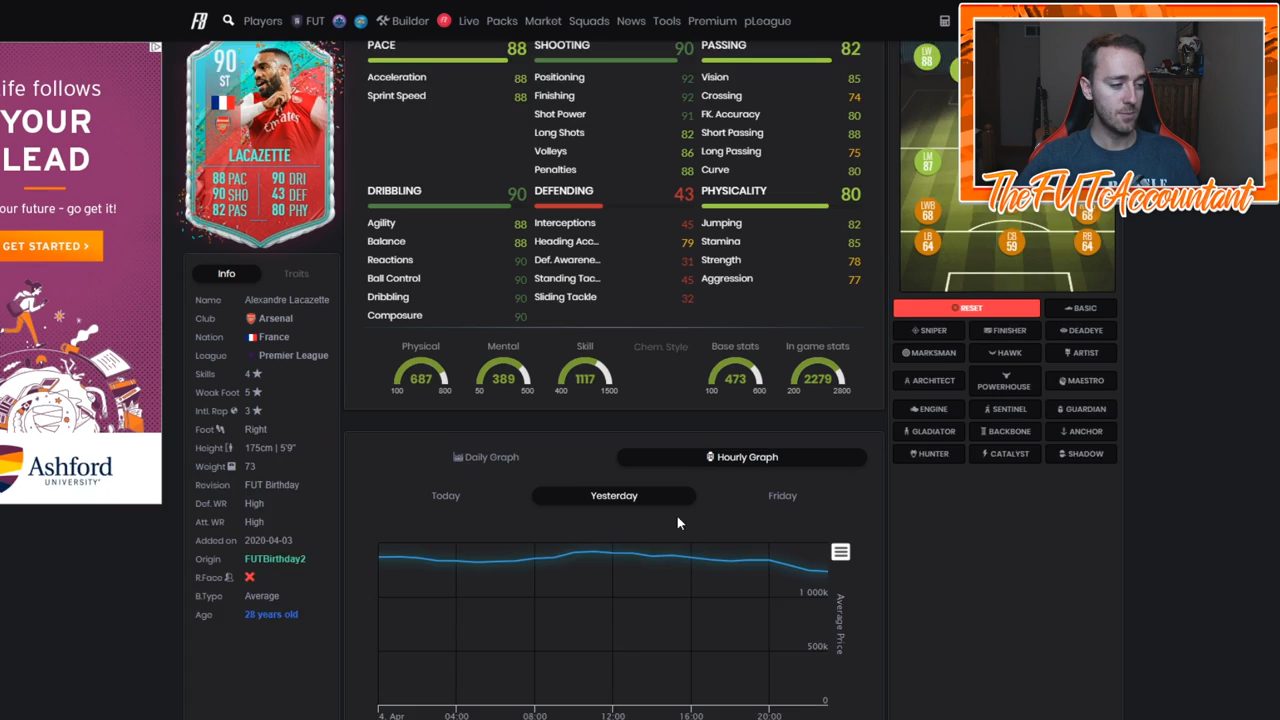 Players FUT Builder Live Packs Market Squads News Tools Premium pLeague
ife follows
YOUR
LEAD
our future – go get it!
GET STARTED >
Ashford
UNIVERSITY
90
ST
LACAZETTE
88 PAC 90 DRI
90 SHO 43 DEF
82 PAS 80 PHY
Info Traits
Name Alexandre Lacazette
Club Arsenal
Nation France
League Premier League
Skills 4
Weak Foot 5
Intl. Rep 3
Foot Right
Height 175cm | 5'9"
Weight 73
Revision FUT Birthday
Def. WR High
Att. WR High
Added on 2020-04-03
Origin FUTBirthday2
R.Face
B.Type Average
Age 28 years old
PACE 88
Acceleration 88
Sprint Speed 88
SHOOTING 90
Positioning 92
Finishing 92
Shot Power 91
Long Shots 82
Volleys 86
Penalties 88
PASSING 82
Vision 85
Crossing 74
FK. Accuracy 80
Short Passing 88
Long Passing 75
Curve 80
DRIBBLING 90
Agility 88
Balance 88
Reactions 90
Ball Control 90
Dribbling 90
Composure 90
DEFENDING 43
Interceptions 45
Heading Acc... 79
Def. Awarene... 31
Standing Tac... 45
Sliding Tackle 32
PHYSICALITY 80
Jumping 82
Stamina 85
Strength 78
Aggression 77
Physical Mental Skill Chem. Style Base stats In game stats
687 389 1117 473 2279
100 800 50 500 400 1500 100 600 200 2800
Daily Graph Hourly Graph
Today Yesterday Friday
1 000k
500k
0
Average Price
4. Apr 04:00 08:00 12:00 16:00 20:00
LW
88
LM
87
LWB
68
68
LB
64
CB
59
RB
64
TheFUTAccountant
RESET BASIC
SNIPER FINISHER DEADEYE
MARKSMAN HAWK ARTIST
ARCHITECT POWERHOUSE MAESTRO
ENGINE SENTINEL GUARDIAN
GLADIATOR BACKBONE ANCHOR
HUNTER CATALYST SHADOW